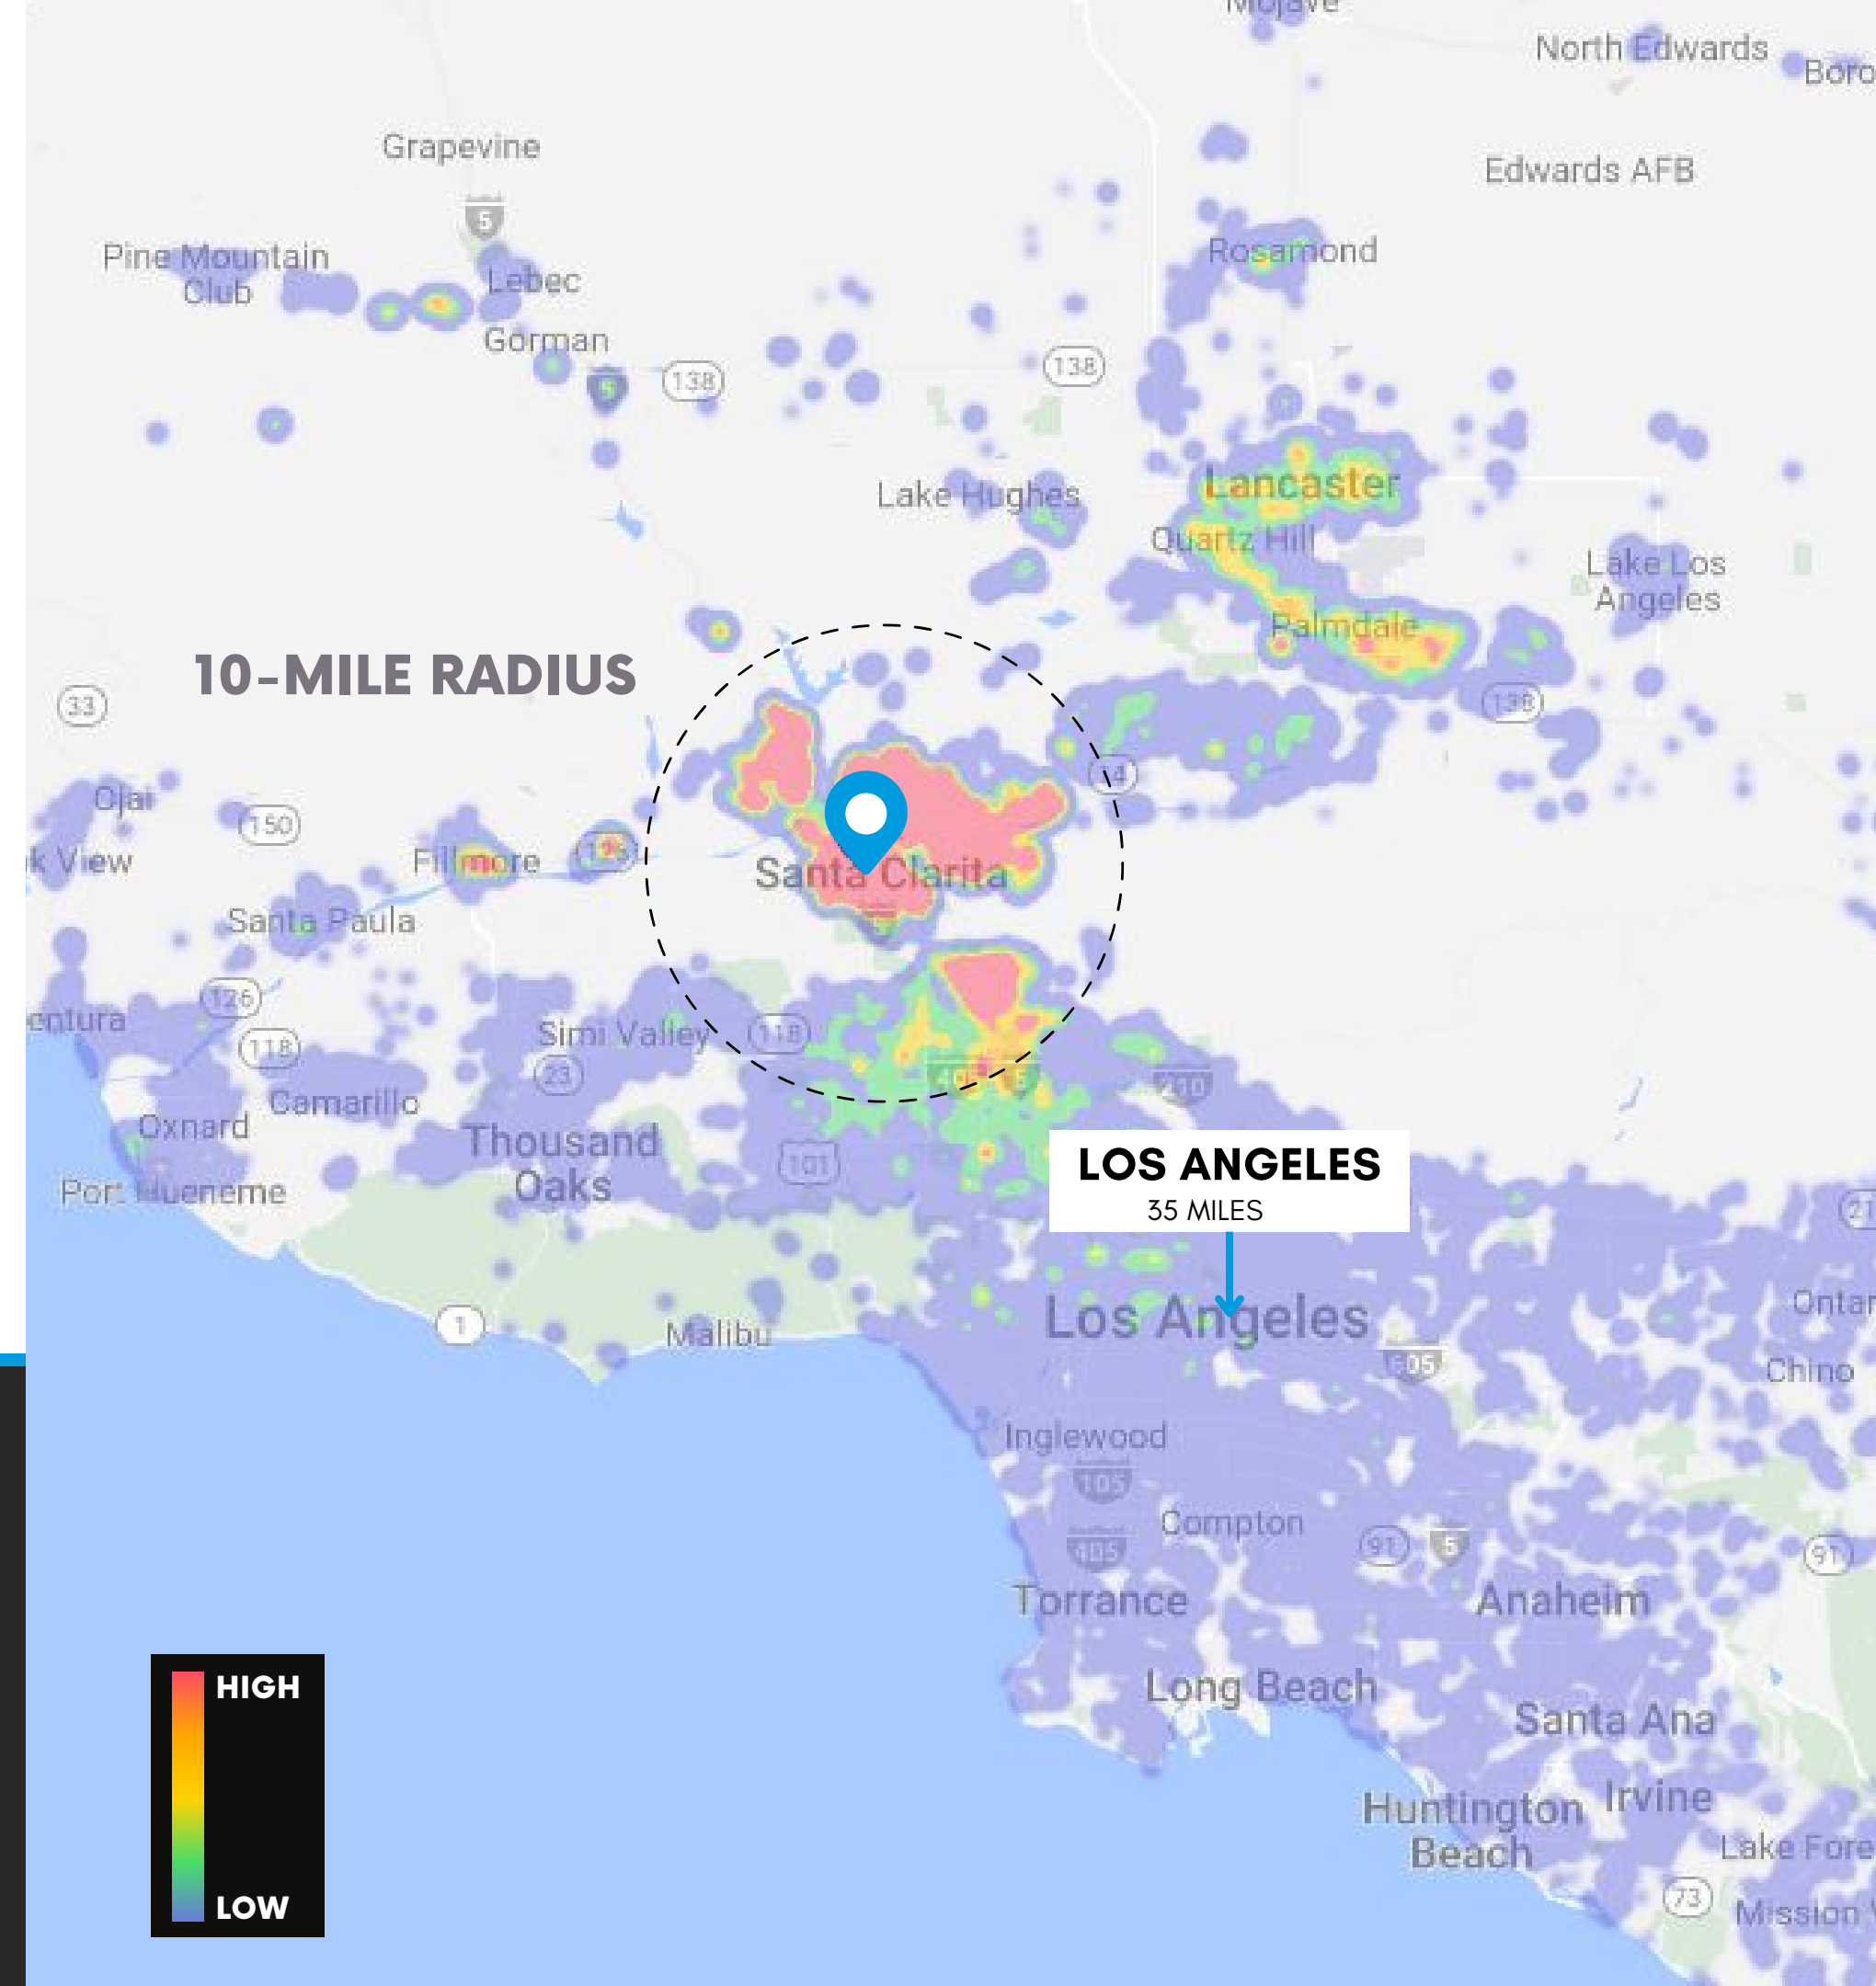 Mojave
North Edwards
Boro
Grapevine
Edwards AFB
5
Rosamond
Pine Mountain
Club
Lebec
Gorman
138
138
5
Lancaster
Lake Hughes
Quartz Hill
Lake Los
Angeles
Palmdale
10-MILE RADIUS
33
138
14
Ojai
150
k View
Fillmore
126
Santa Clarita
Santa Paula
126
entura
118
Simi Valley
118
23
405
5
210
Camarillo
Oxnard
Thousand
Oaks
101
Port Hueneme
LOS ANGELES
35 MILES
21
1
Malibu
Los Angeles
Ontar
605
Chino
Inglewood
105
Compton
405
91
5
91
Torrance
Anaheim
HIGH
Long Beach
Santa Ana
Huntington
Beach
Irvine
Lake Fore
LOW
73
Mission V